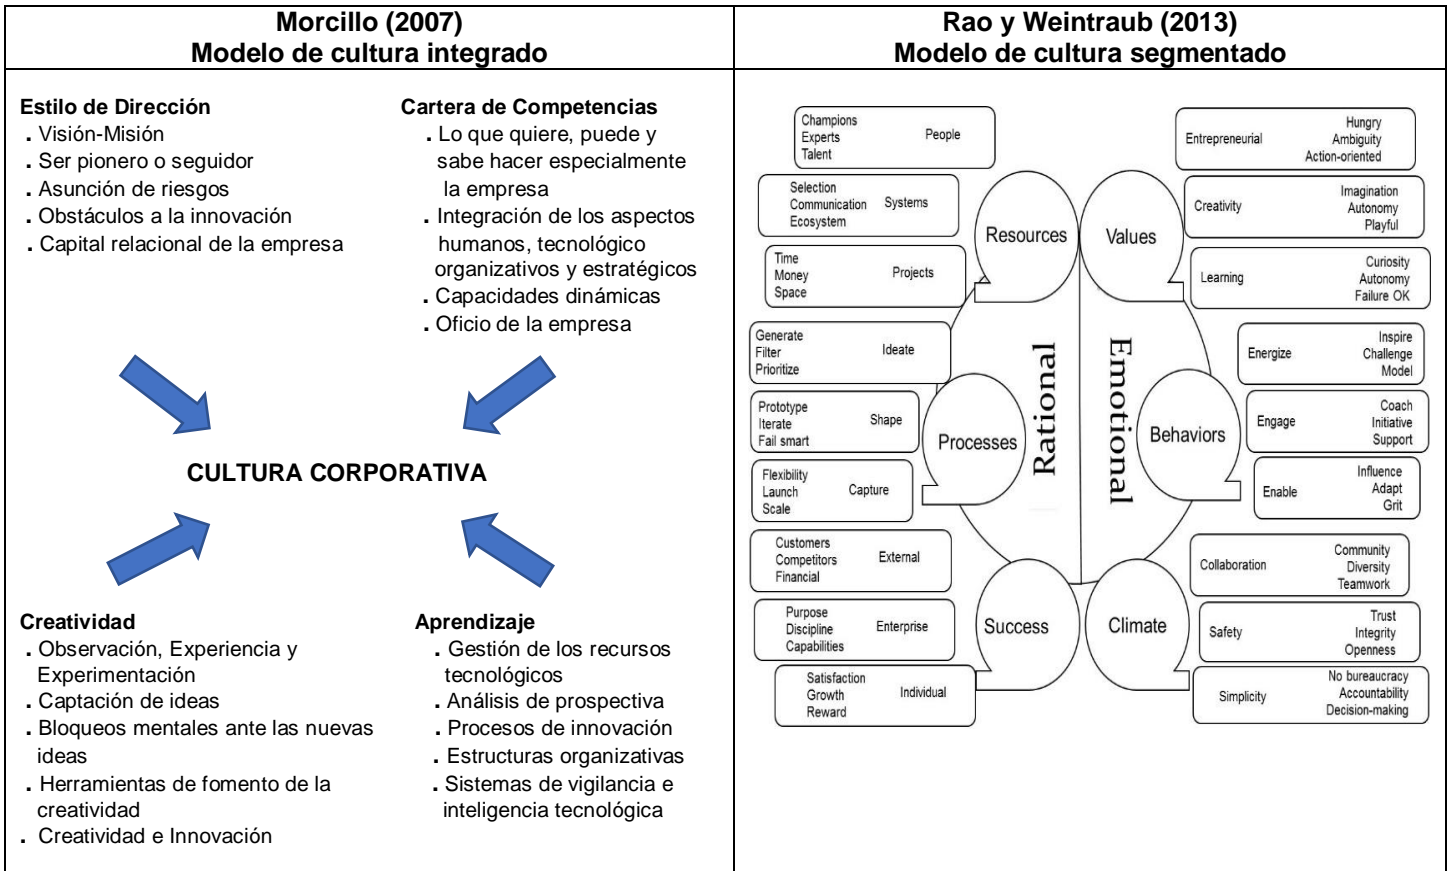 Morcillo (2007)
Modelo de cultura integrado
Estilo de Dirección
. Visión-Misión
. Ser pionero o seguidor
. Asunción de riesgos
. Obstáculos a la innovación
. Capital relacional de la empresa
Cartera de Competencias
. Lo que quiere, puede y
sabe hacer especialmente
la empresa
. Integración de los aspectos
humanos, tecnológico
organizativos y estratégicos
. Capacidades dinámicas
. Oficio de la empresa
CULTURA CORPORATIVA
Creatividad
. Observación, Experiencia y
Experimentación
. Captación de ideas
. Bloqueos mentales ante las nuevas
ideas
. Herramientas de fomento de la
creatividad
. Creatividad e Innovación
Aprendizaje
. Gestión de los recursos
tecnológicos
. Análisis de prospectiva
. Procesos de innovación
. Estructuras organizativas
. Sistemas de vigilancia e
inteligencia tecnológica
Rao y Weintraub (2013)
Modelo de cultura segmentado
Champions
Experts
Talent
People
Selection
Communication
Ecosystem
Systems
Time
Money
Space
Projects
Resources
Generate
Filter
Prioritize
Ideate
Prototype
Iterate
Fail smart
Shape
Flexibility
Launch
Scale
Capture
Processes
Customers
Competitors
Financial
External
Purpose
Discipline
Capabilities
Enterprise
Satisfaction
Growth
Reward
Individual
Success
Rational
Emotional
Values
Entrepreneurial
Hungry
Ambiguity
Action-oriented
Creativity
Imagination
Autonomy
Playful
Learning
Curiosity
Autonomy
Failure OK
Behaviors
Energize
Inspire
Challenge
Model
Engage
Coach
Initiative
Support
Enable
Influence
Adapt
Grit
Climate
Collaboration
Community
Diversity
Teamwork
Safety
Trust
Integrity
Openness
Simplicity
No bureaucracy
Accountability
Decision-making